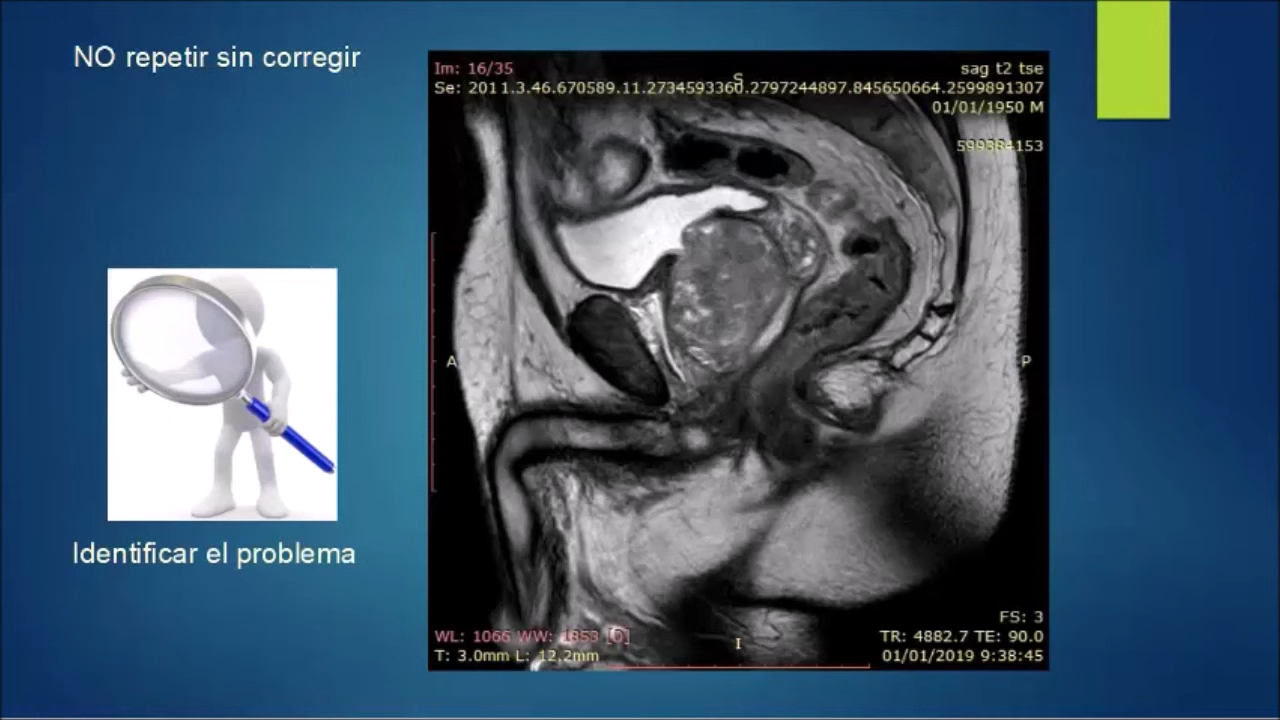 NO repetir sin corregir
Im: 16/35
sag t2 tse
S
Se: 2011.3.46.670589.11.2734593360.2797244897.845650664.2599891307
01/01/1950 M
599384153
A
P
Identificar el problema
FS: 3
WL: 1066 WW: 1853 [D]
I
TR: 4882.7 TE: 90.0
T: 3.0mm L: 12.2mm
01/01/2019 9:38:45